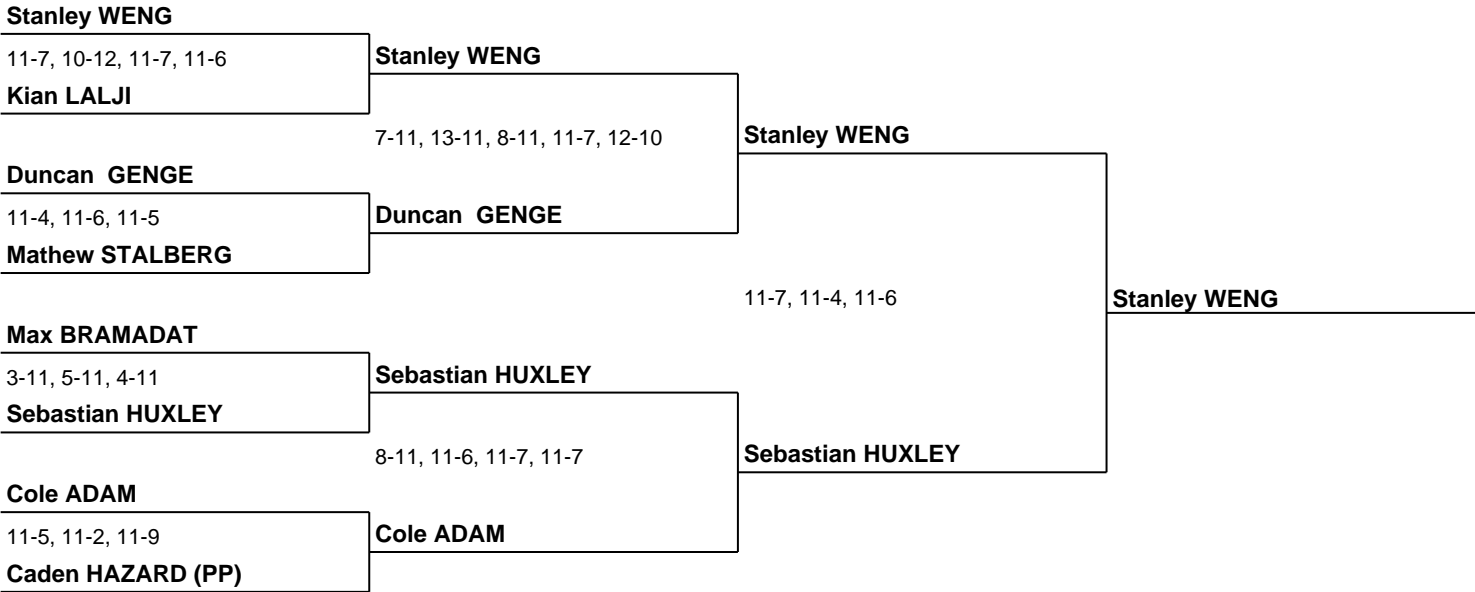 Stanley WENG
11-7, 10-12, 11-7, 11-6
Kian LALJI
Duncan  GENGE
11-4, 11-6, 11-5
Mathew STALBERG
Max BRAMADAT
3-11, 5-11, 4-11
Sebastian HUXLEY
Cole ADAM
11-5, 11-2, 11-9
Caden HAZARD (PP)
Stanley WENG
7-11, 13-11, 8-11, 11-7, 12-10
Duncan  GENGE
Sebastian HUXLEY
8-11, 11-6, 11-7, 11-7
Cole ADAM
Stanley WENG
11-7, 11-4, 11-6
Sebastian HUXLEY
Stanley WENG